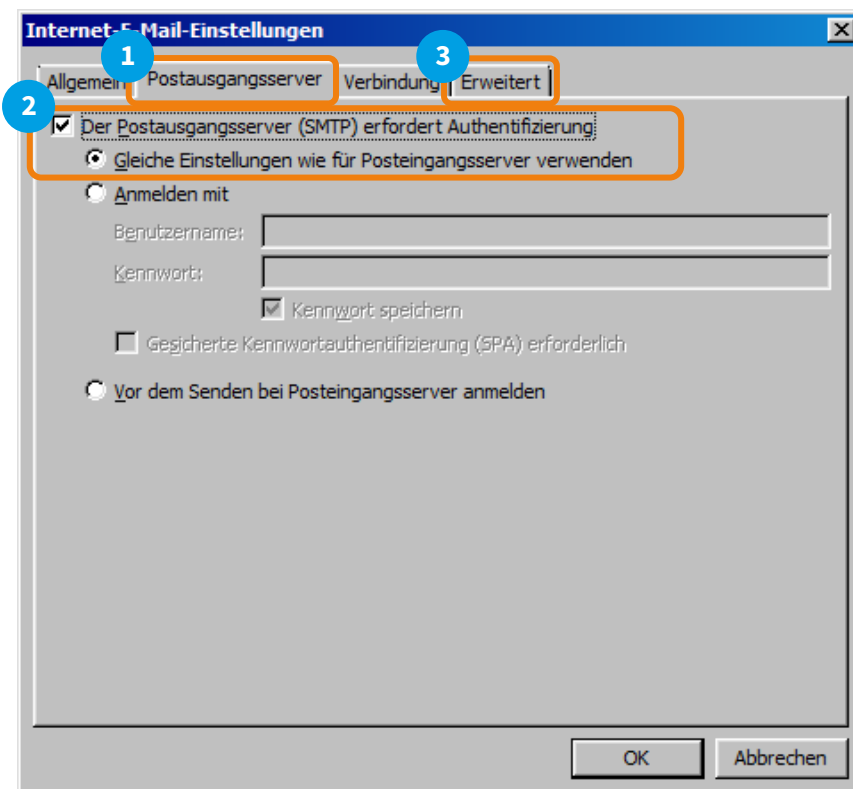 Internet-E-Mail-Einstellungen
1
3
Allgemein Postausgangsserver Verbindung Erweitert
2
Der Postausgangsserver (SMTP) erfordert Authentifizierung
Gleiche Einstellungen wie für Posteingangsserver verwenden
Anmelden mit
Benutzername:
Kennwort:
Kennwort speichern
Gesicherte Kennwortauthentifizierung (SPA) erforderlich
Vor dem Senden bei Posteingangsserver anmelden
OK Abbrechen